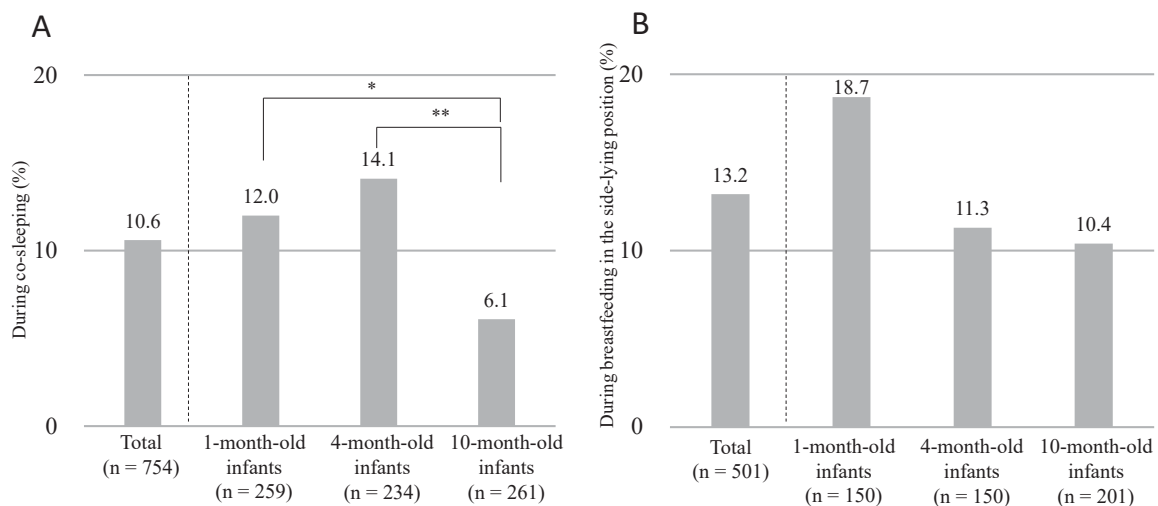 A
During co-sleeping (%)
20
10
0
*
**
10.6
12.0
14.1
6.1
Total
(n = 754)
1-month-old
infants
(n = 259)
4-month-old
infants
(n = 234)
10-month-old
infants
(n = 261)
B
During breastfeeding in the side-lying position (%)
20
10
0
13.2
18.7
11.3
10.4
Total
(n = 501)
1-month-old
infants
(n = 150)
4-month-old
infants
(n = 150)
10-month-old
infants
(n = 201)